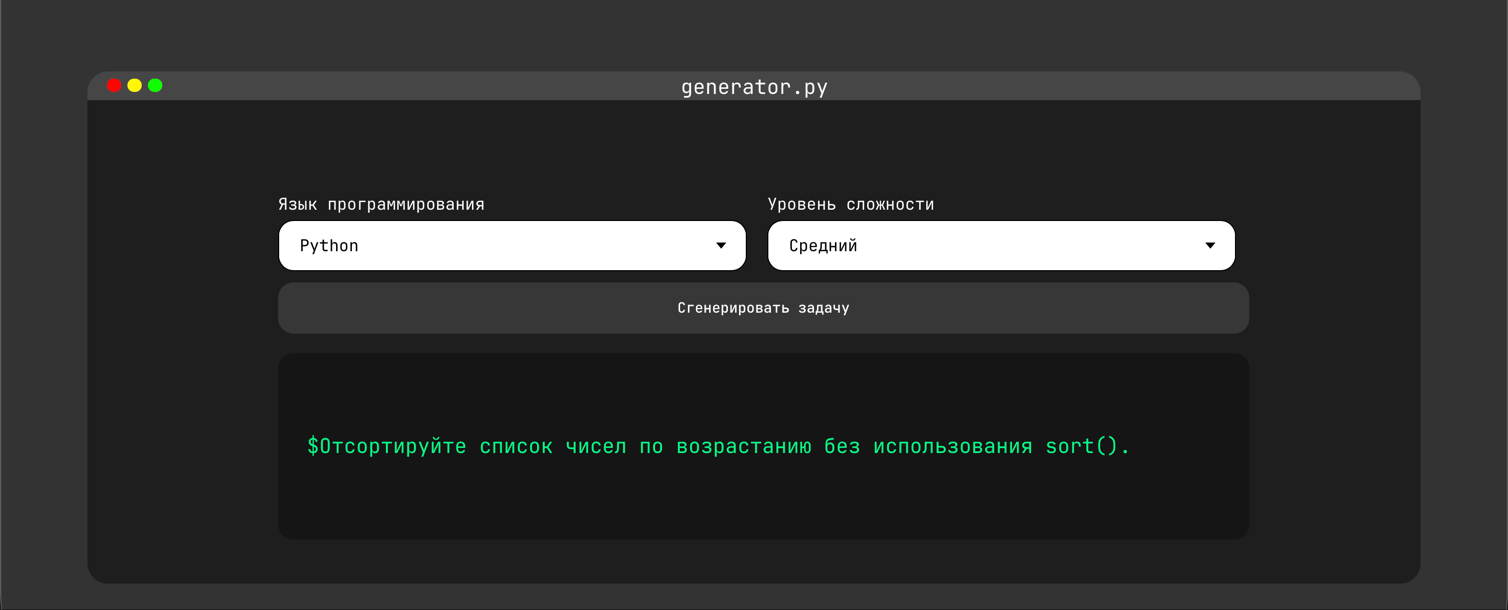 generator.py
Язык программирования
Уровень сложности
Python
Средний
Сгенерировать задачу
$Отсортируйте список чисел по возрастанию без использования sort().